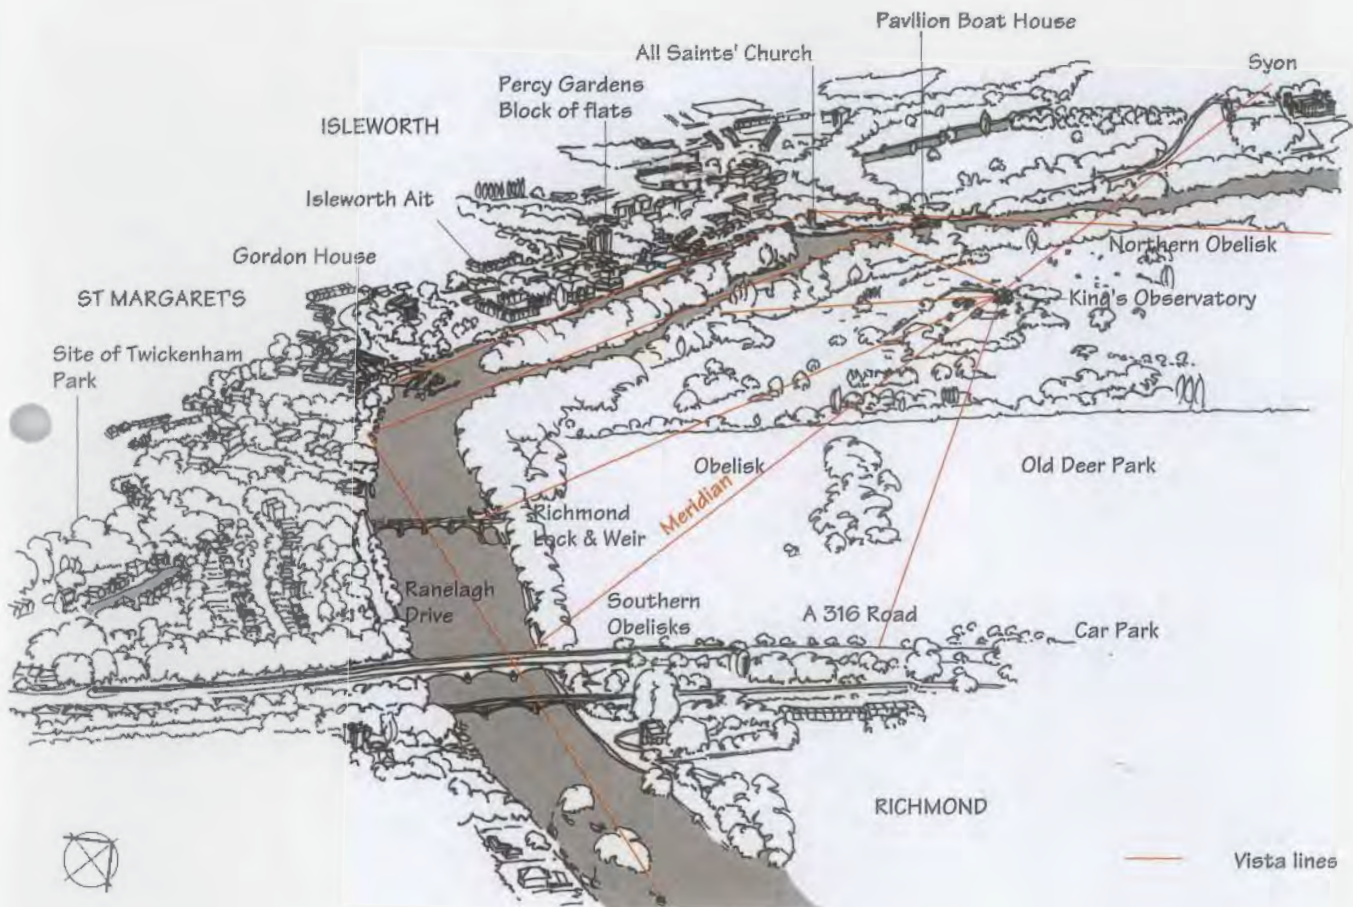 Pavilion Boat House
All Saints' Church
Syon
Percy Gardens
Block of flats
ISLEWORTH
Isleworth Ait
Northern Obelisk
Gordon House
ST MARGARET'S
King's Observatory
Site of Twickenham
Park
Obelisk
Old Deer Park
Meridian
Richmond
Lock & Weir
Ranelagh
Drive
Southern
Obelisks
A 316 Road
Car Park
RICHMOND
Vista lines